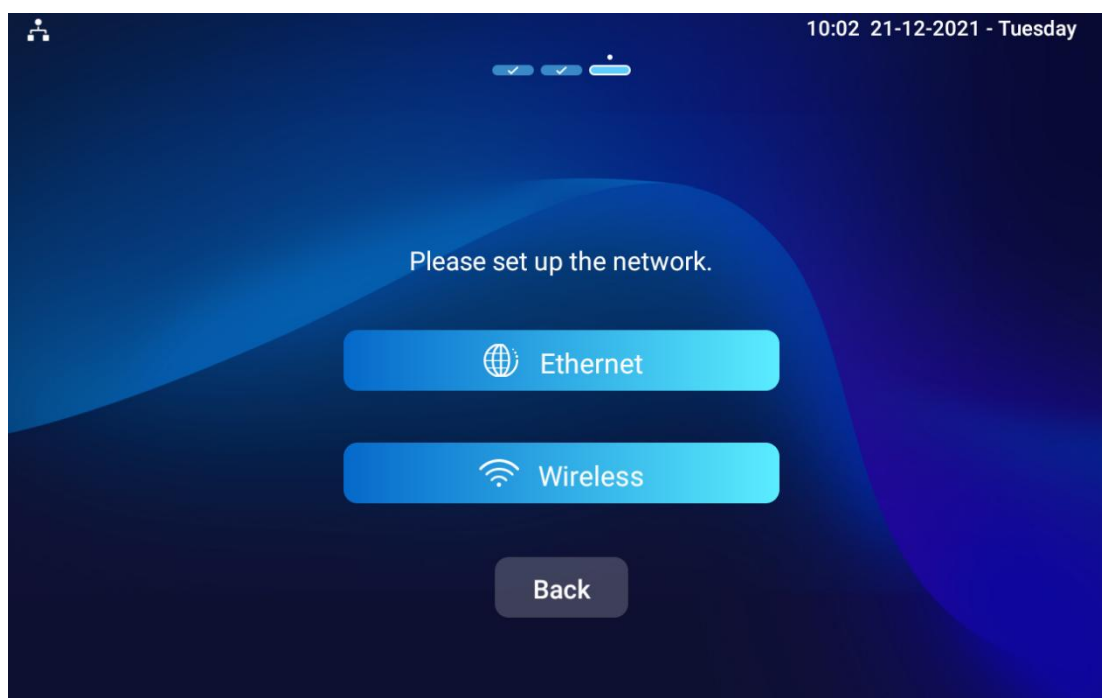 10:02 21-12-2021 - Tuesday
Please set up the network.
Ethernet
Wireless
Back